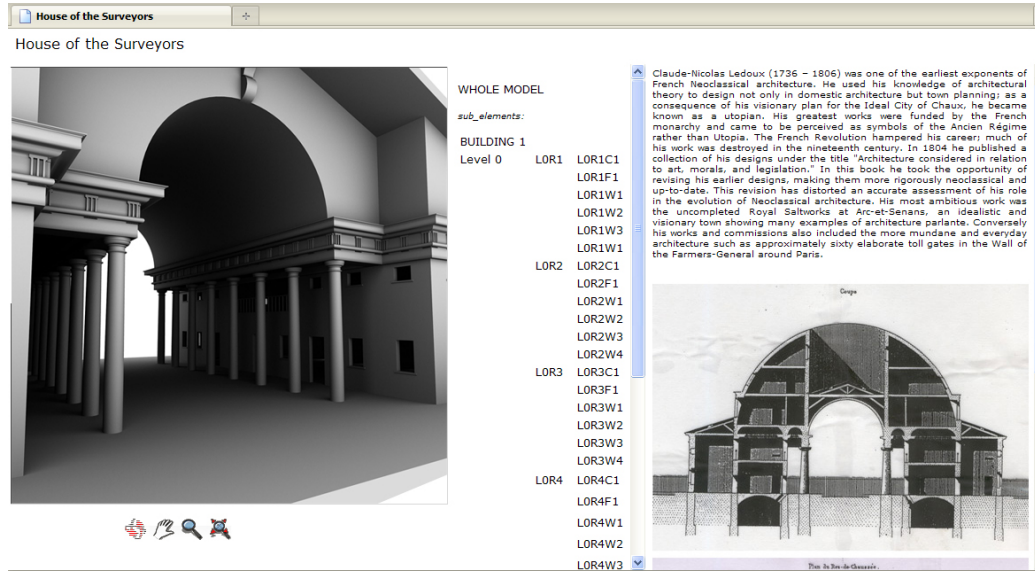 House of the Surveyors
House of the Surveyors
WHOLE MODEL
sub_elements:
BUILDING 1
Level 0 L0R1 L0R1C1
L0R1F1
L0R1W1
L0R1W2
L0R1W3
L0R1W1
L0R2 L0R2C1
L0R2F1
L0R2W1
L0R2W2
L0R2W3
L0R2W4
L0R3 L0R3C1
L0R3F1
L0R3W1
L0R3W2
L0R3W3
L0R3W4
L0R4 L0R4C1
L0R4F1
L0R4W1
L0R4W2
L0R4W3
Claude-Nicolas Ledoux (1736 – 1806) was one of the earliest exponents of
French Neoclassical architecture. He used his knowledge of architectural
theory to design not only in domestic architecture but town planning; as a
consequence of his visionary plan for the Ideal City of Chaux, he became
known as a utopian. His greatest works were funded by the French
monarchy and came to be perceived as symbols of the Ancien Régime
rather than Utopia. The French Revolution hampered his career; much of
his work was destroyed in the nineteenth century. In 1804 he published a
collection of his designs under the title "Architecture considered in relation
to art, morals, and legislation." In this book he took the opportunity of
revising his earlier designs, making them more rigorously neoclassical and
up-to-date. This revision has distorted an accurate assessment of his role
in the evolution of Neoclassical architecture. His most ambitious work was
the uncompleted Royal Saltworks at Arc-et-Senans, an idealistic and
visionary town showing many examples of architecture parlante. Conversely
his works and commissions also included the more mundane and everyday
architecture such as approximately sixty elaborate toll gates in the Wall of
the Farmers-General around Paris.
Coupe
Plan du Rez-de-Chaussée.